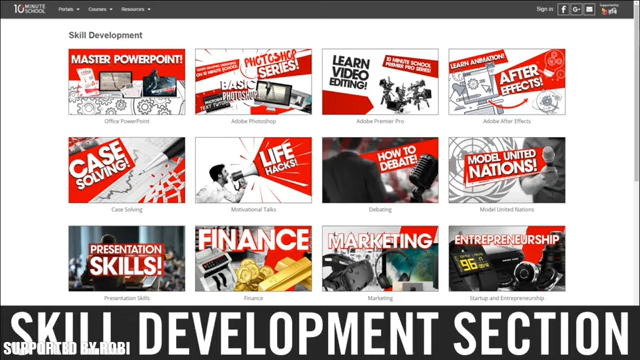 10 MINUTE SCHOOL
Portals
Courses
Resources
Sign in:
f
G+
Supported by
Skill Development
MASTER POWERPOINT!
Office PowerPoint
PHOTOSHOP SERIES!
BASIC PHOTOSHOP
Adobe Photoshop
LEARN VIDEO EDITING!
10 MINUTE SCHOOL PREMIER PRO SERIES!
Adobe Premier Pro
LEARN ANIMATION!
AFTER EFFECTS!
Adobe After Effects
CASE SOLVING!
Case Solving
LIFE HACKS!
Motivational Talks
HOW TO DEBATE!
Debating
MODEL UNITED NATIONS!
Model United Nations
PRESENTATION SKILLS!
Presentation Skills
FINANCE
Finance
MARKETING
Marketing
ENTREPRENEURSHIP
Startup and Entrepreneurship
SKILL DEVELOPMENT SECTION
SUPPORTED BY ROBI